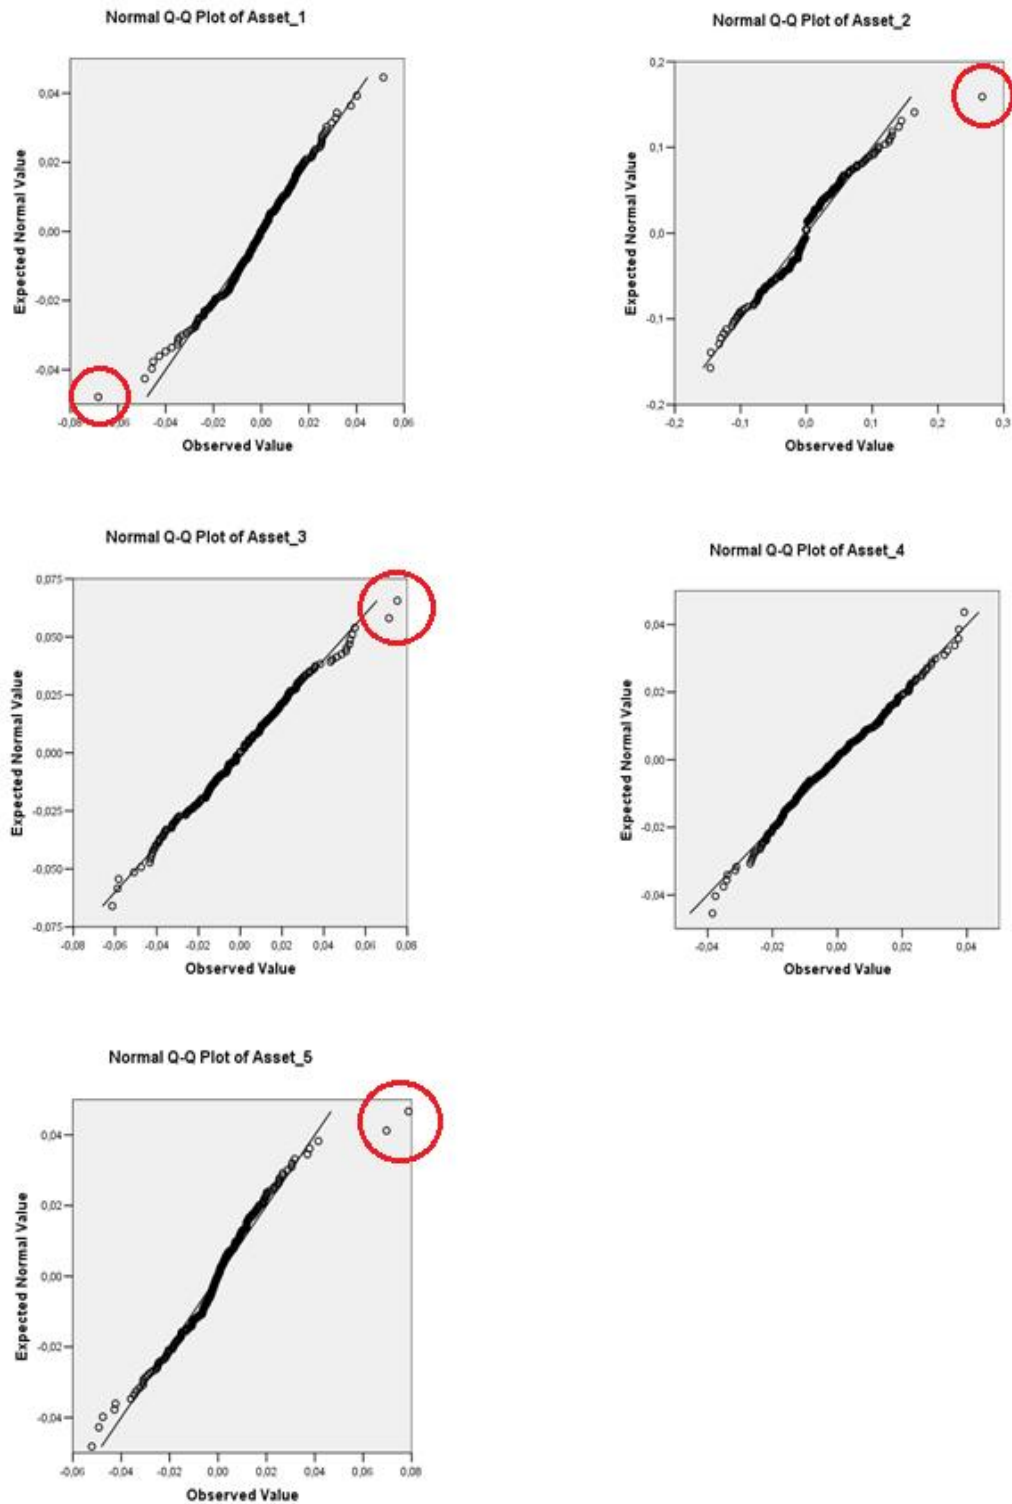 Normal Q-Q Plot of Asset_1
Expected Normal Value
0,04
0,02
0,00
-0,02
-0,04
-0,08 -0,06 -0,04 -0,02 0,00 0,02 0,04 0,06
Observed Value
Normal Q-Q Plot of Asset_2
Expected Normal Value
0,2
0,1
0,0
-0,1
-0,2
-0,2 -0,1 0,0 0,1 0,2 0,3
Observed Value
Normal Q-Q Plot of Asset_3
Expected Normal Value
0,075
0,050
0,025
0,000
-0,025
-0,050
-0,075
-0,08 -0,06 -0,04 -0,02 0,00 0,02 0,04 0,06 0,08
Observed Value
Normal Q-Q Plot of Asset_4
Expected Normal Value
0,04
0,02
0,00
-0,02
-0,04
-0,04 -0,02 0,00 0,02 0,04
Observed Value
Normal Q-Q Plot of Asset_5
Expected Normal Value
0,04
0,02
0,00
-0,02
-0,04
-0,06 -0,04 -0,02 0,00 0,02 0,04 0,06 0,08
Observed Value